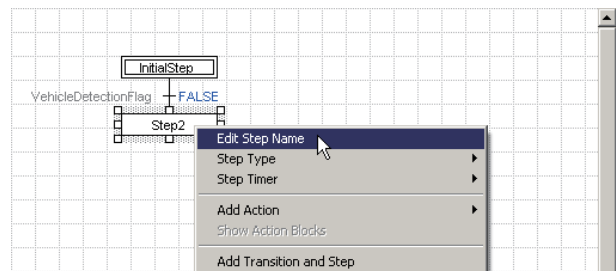 InitialStep
VehicleDetectionFlag FALSE
Step2
Edit Step Name
Step Type
Step Timer
Add Action
Show Action Blocks
Add Transition and Step